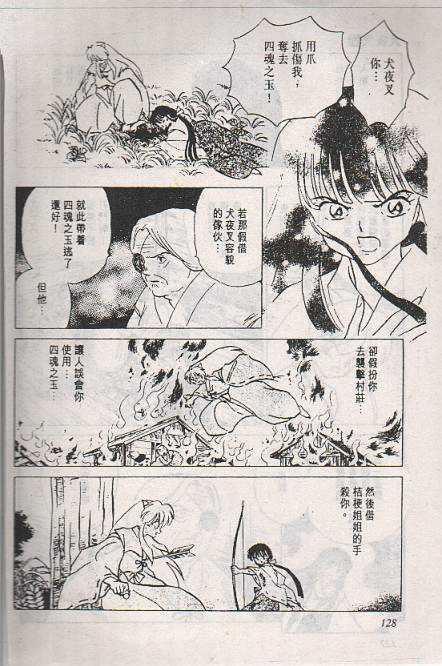 犬夜叉
你⋯
用爪
抓傷我，
奪去
四魂之玉！
若那假借
犬夜叉容貌
的傢伙⋯
就此帶着
四魂之玉逃了
還好！
但他⋯
卻假扮你
去襲擊村莊⋯
讓人誤會你
使用⋯
四魂之玉⋯
然後借
桔梗姐姐的手
殺你。
128